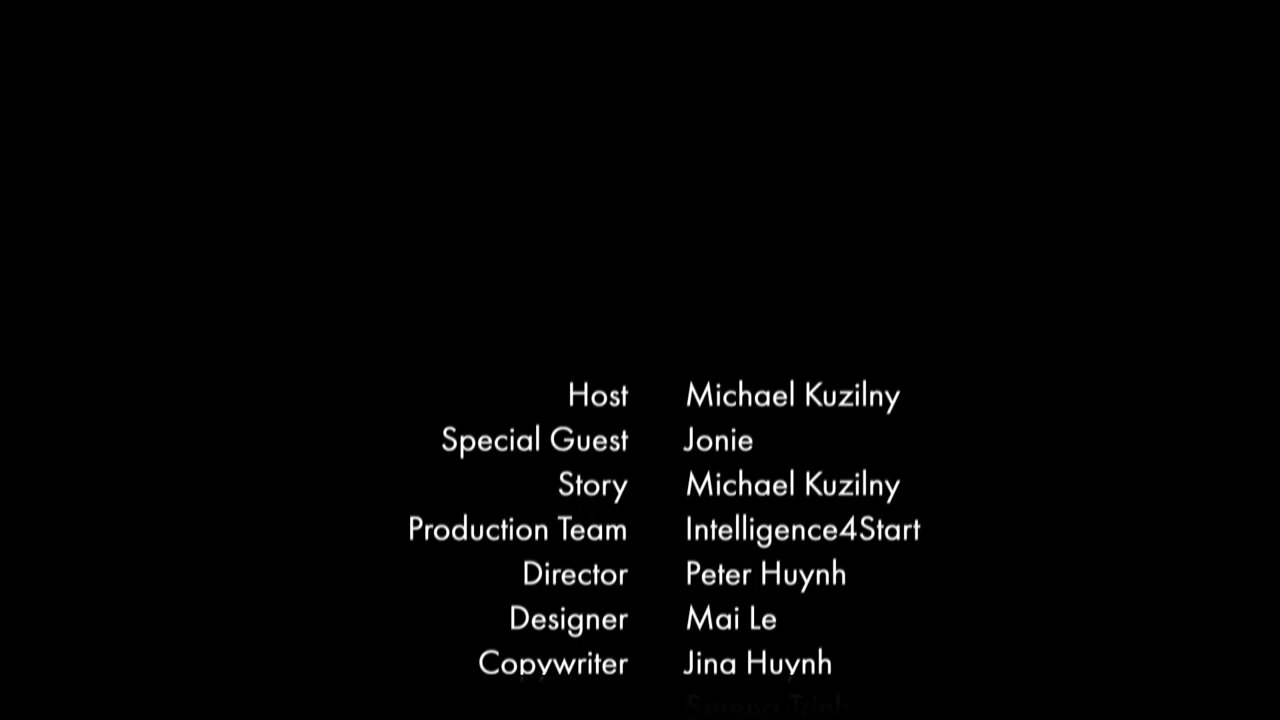 Host Michael Kuzilny
Special Guest Jonie
Story Michael Kuzilny
Production Team Intelligence4Start
Director Peter Huynh
Designer Mai Le
Copywriter Jina Huynh